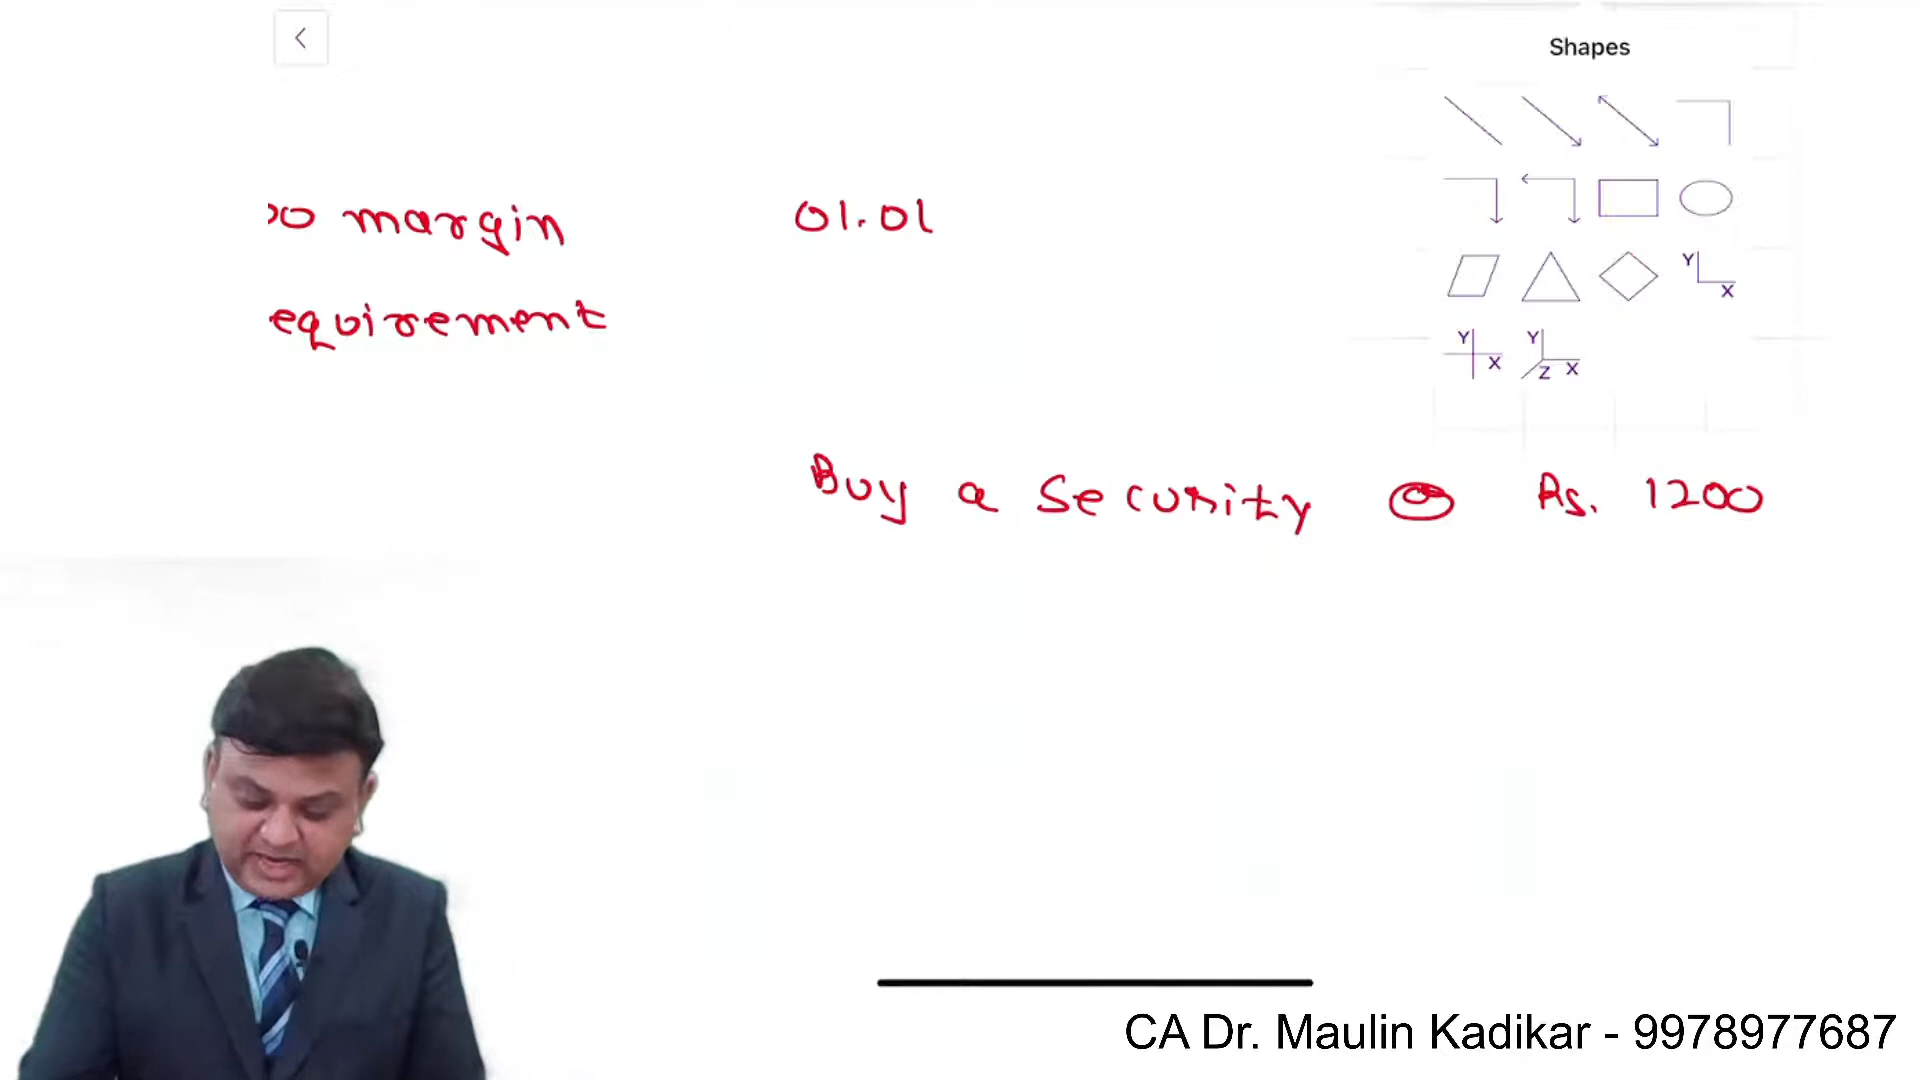 Shapes
margin 01.01
equirement
Buy a Security @ Rs. 1200
Y X
Y X
Y Z X
CA Dr. Maulin Kadikar - 9978977687